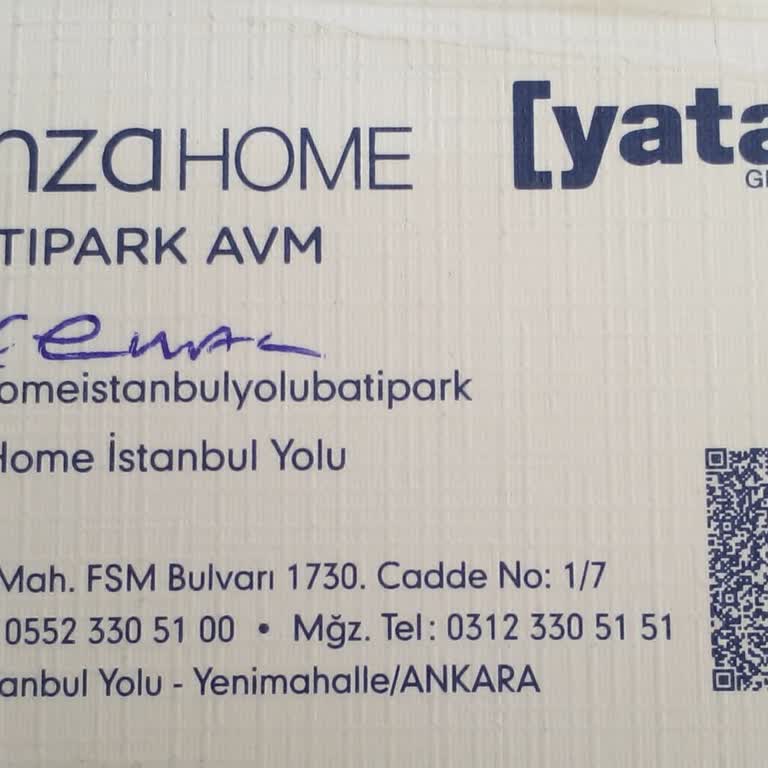 nzaHOME
[yata
TIPARK AVM
omeistanbulyolubatipark
Home İstanbul Yolu
Mah. FSM Bulvarı 1730. Cadde No: 1/7
0552 330 51 00 • Mğz. Tel: 0312 330 51 51
anbul Yolu - Yenimahalle/ANKARA